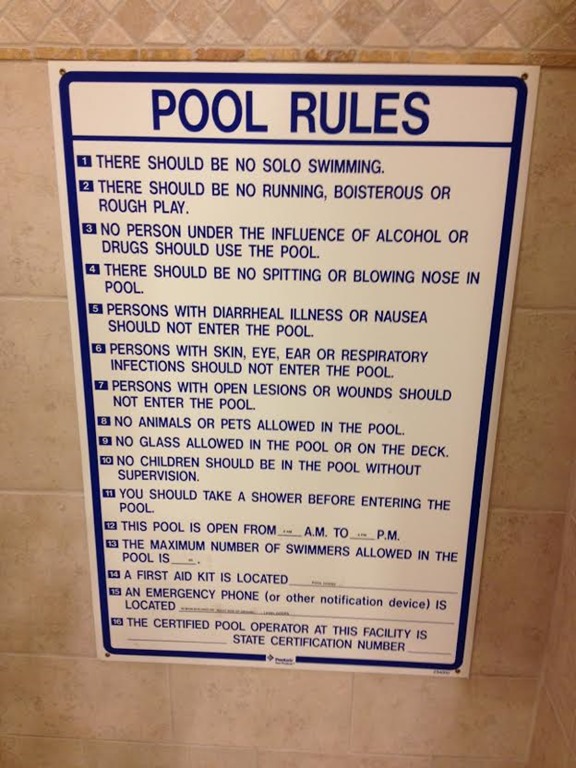 POOL RULES
1 THERE SHOULD BE NO SOLO SWIMMING.
2 THERE SHOULD BE NO RUNNING, BOISTEROUS OR
ROUGH PLAY.
3 NO PERSON UNDER THE INFLUENCE OF ALCOHOL OR
DRUGS SHOULD USE THE POOL.
4 THERE SHOULD BE NO SPITTING OR BLOWING NOSE IN
POOL.
5 PERSONS WITH DIARRHEAL ILLNESS OR NAUSEA
SHOULD NOT ENTER THE POOL.
6 PERSONS WITH SKIN, EYE, EAR OR RESPIRATORY
INFECTIONS SHOULD NOT ENTER THE POOL.
7 PERSONS WITH OPEN LESIONS OR WOUNDS SHOULD
NOT ENTER THE POOL.
8 NO ANIMALS OR PETS ALLOWED IN THE POOL.
9 NO GLASS ALLOWED IN THE POOL OR ON THE DECK.
10 NO CHILDREN SHOULD BE IN THE POOL WITHOUT
SUPERVISION.
11 YOU SHOULD TAKE A SHOWER BEFORE ENTERING THE
POOL.
12 THIS POOL IS OPEN FROM A.M. TO P.M.
13 THE MAXIMUM NUMBER OF SWIMMERS ALLOWED IN THE
POOL IS .
14 A FIRST AID KIT IS LOCATED
15 AN EMERGENCY PHONE (or other notification device) IS
LOCATED
16 THE CERTIFIED POOL OPERATOR AT THIS FACILITY IS
STATE CERTIFICATION NUMBER